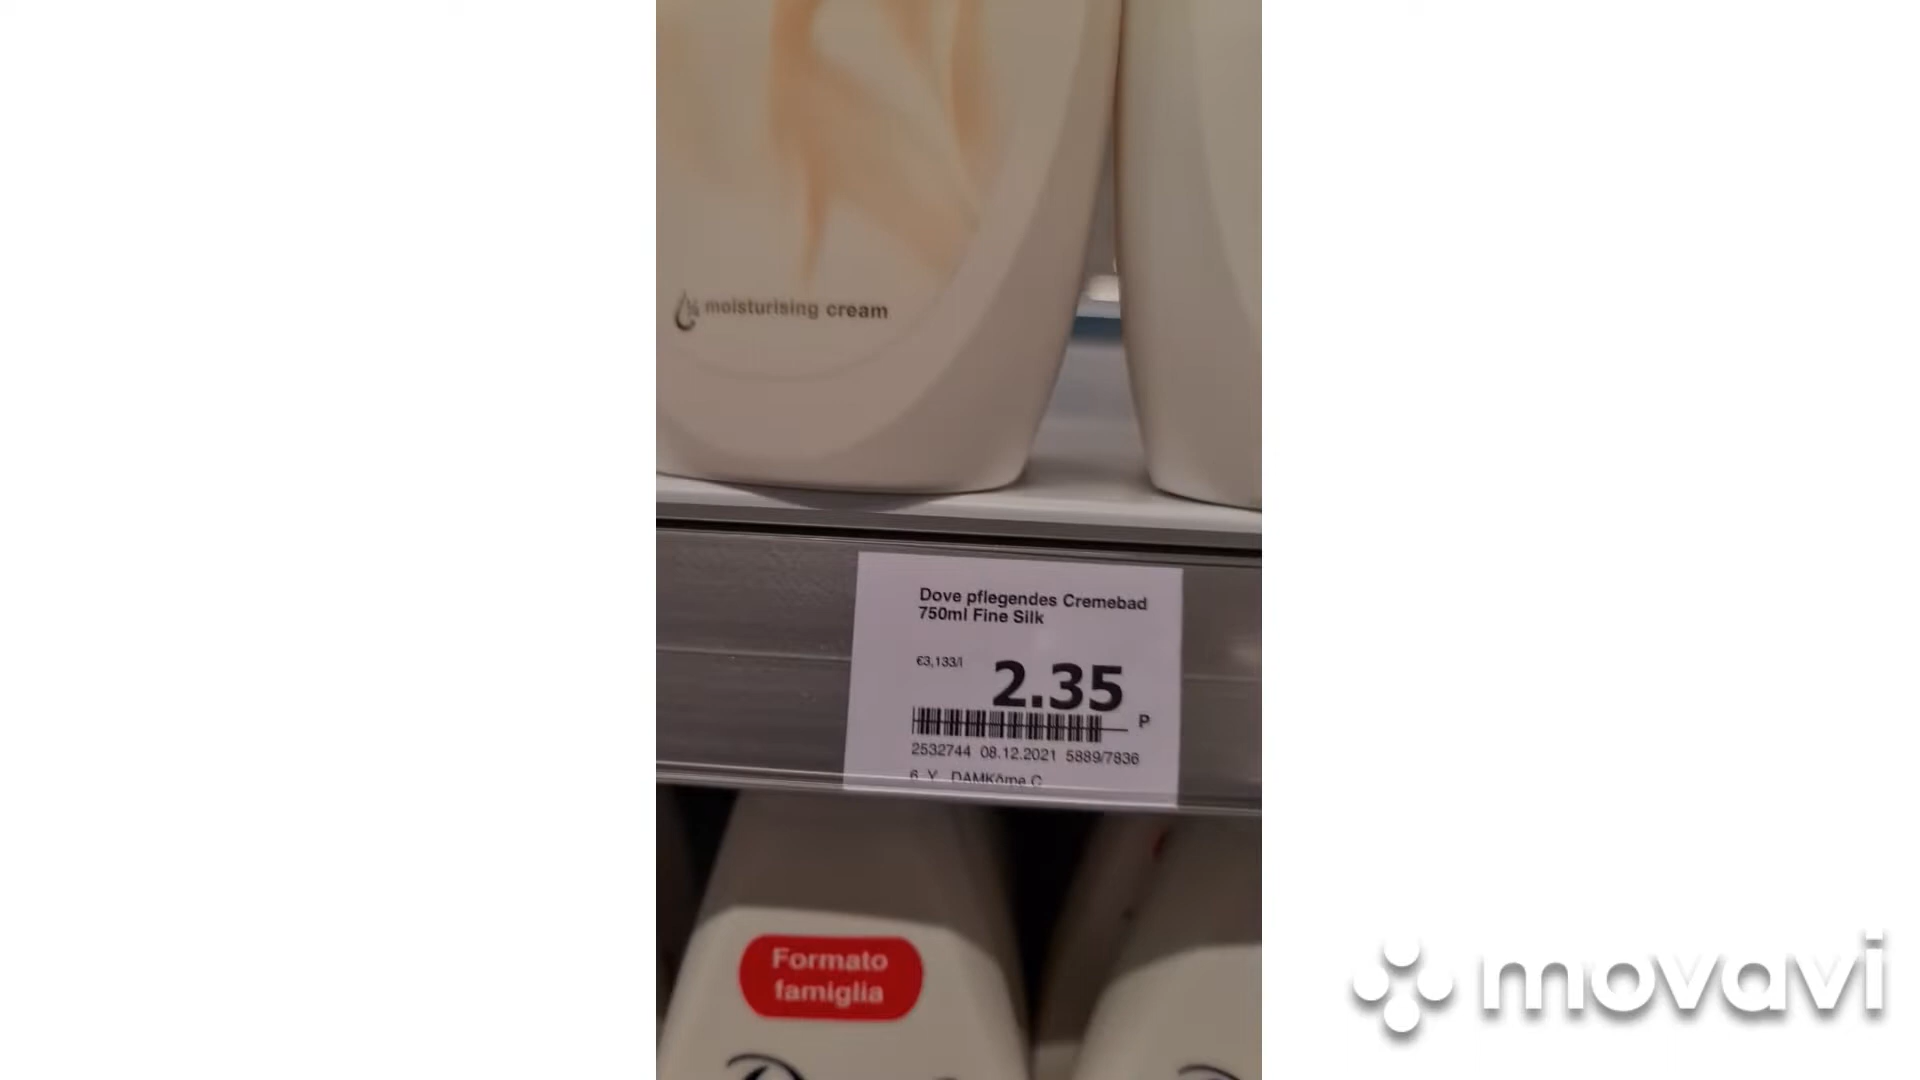 moisturising cream
Dove pflegendes Cremebad
750ml Fine Silk
€3,133/l
2.35
P
2532744 08.12.2021 5889/7836
Formato
famiglia
movavi